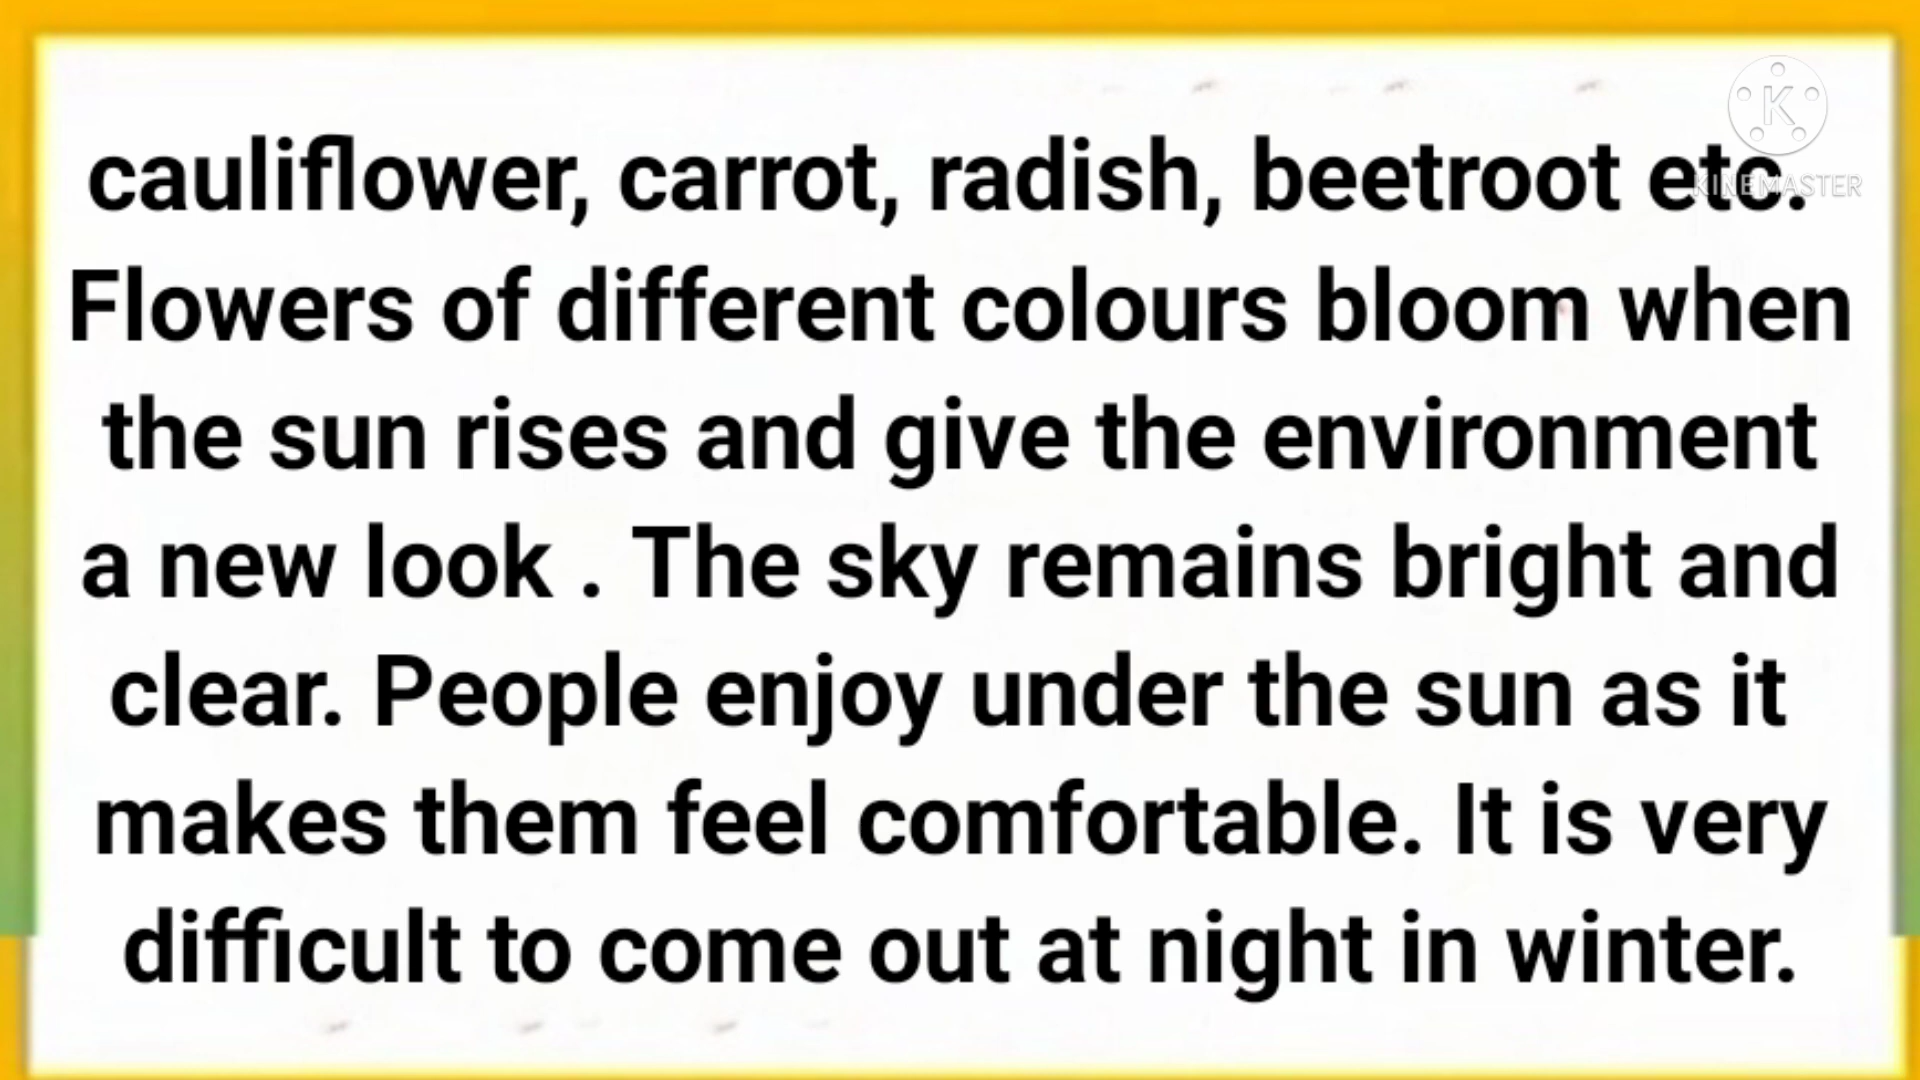 cauliflower, carrot, radish, beetroot etc.
Flowers of different colours bloom when
the sun rises and give the environment
a new look . The sky remains bright and
clear. People enjoy under the sun as it
makes them feel comfortable. It is very
difficult to come out at night in winter.
K
KINEMASTER